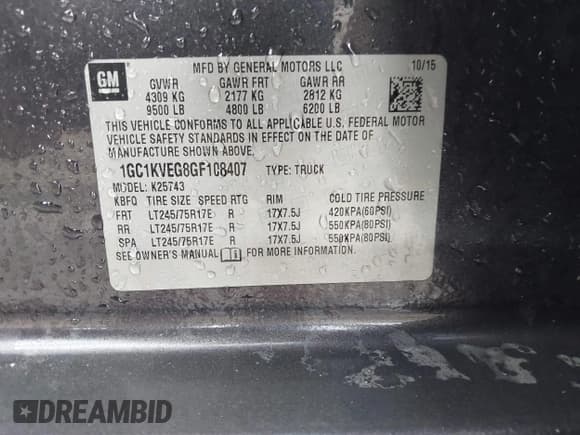 GM
MFD BY GENERAL MOTORS LLC 10/15
GVWR GAWR FRT GAWR RR
4309 KG 2177 KG 2812 KG
9500 LB 4800 LB 6200 LB
THIS VEHICLE CONFORMS TO ALL APPLICABLE U.S. FEDERAL MOTOR
VEHICLE SAFETY STANDARDS IN EFFECT ON THE DATE OF
MANUFACTURE SHOWN ABOVE.
1GC1KVEG8GF108407 TYPE: TRUCK
MODEL: K25743
KBFQ TIRE SIZE SPEED RTG RIM COLD TIRE PRESSURE
FRT LT245/75R17E R 17X7.5J 420KPA(60PSI)
RR LT245/75R17E R 17X7.5J 550KPA(80PSI)
SPA LT245/75R17E R 17X7.5J 550KPA(80PSI)
SEE OWNER'S MANUAL FOR MORE INFORMATION.
DREAMBID